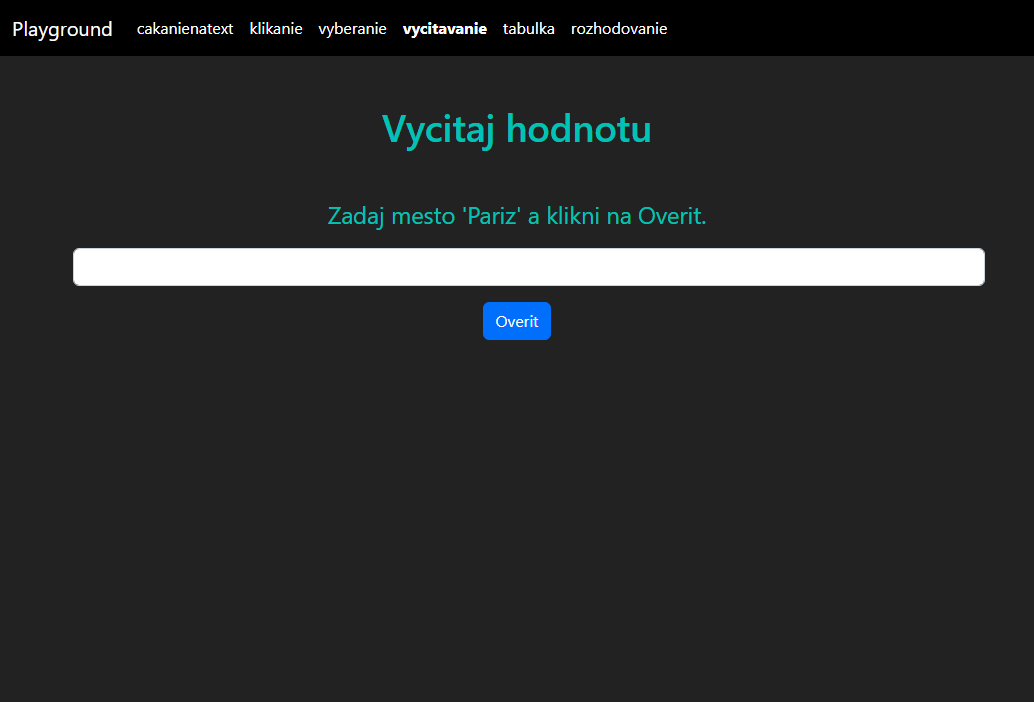 Playground cakanienatext klikanie vyberanie vycitavanie tabulka rozhodovanie
Vycitaj hodnotu
Zadaj mesto 'Pariz' a klikni na Overit.
Overit